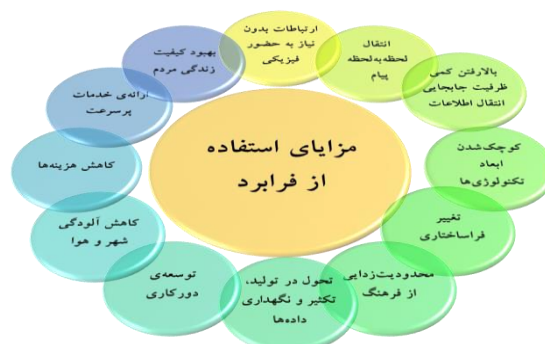 مزایای استفاده
از فرابرد
ارتباطات بدون
نیاز به حضور
فیزیکی
انتقال
لحظه‌به‌لحظه
پیام
بالارفتن کمی
ظرفیت جابجایی
انتقال اطلاعات
کوچک‌شدن
ابعاد
تکنولوژی‌ها
تغییر
فراساختاری
محدودیت‌زدایی
از فرهنگ
تحول در تولید،
تکثیر و نگهداری
داده‌ها
توسعه‌ی
دورکاری
کاهش آلودگی
شهر و هوا
کاهش هزینه‌ها
ارائه‌ی خدمات
پرسرعت
بهبود کیفیت
زندگی مردم